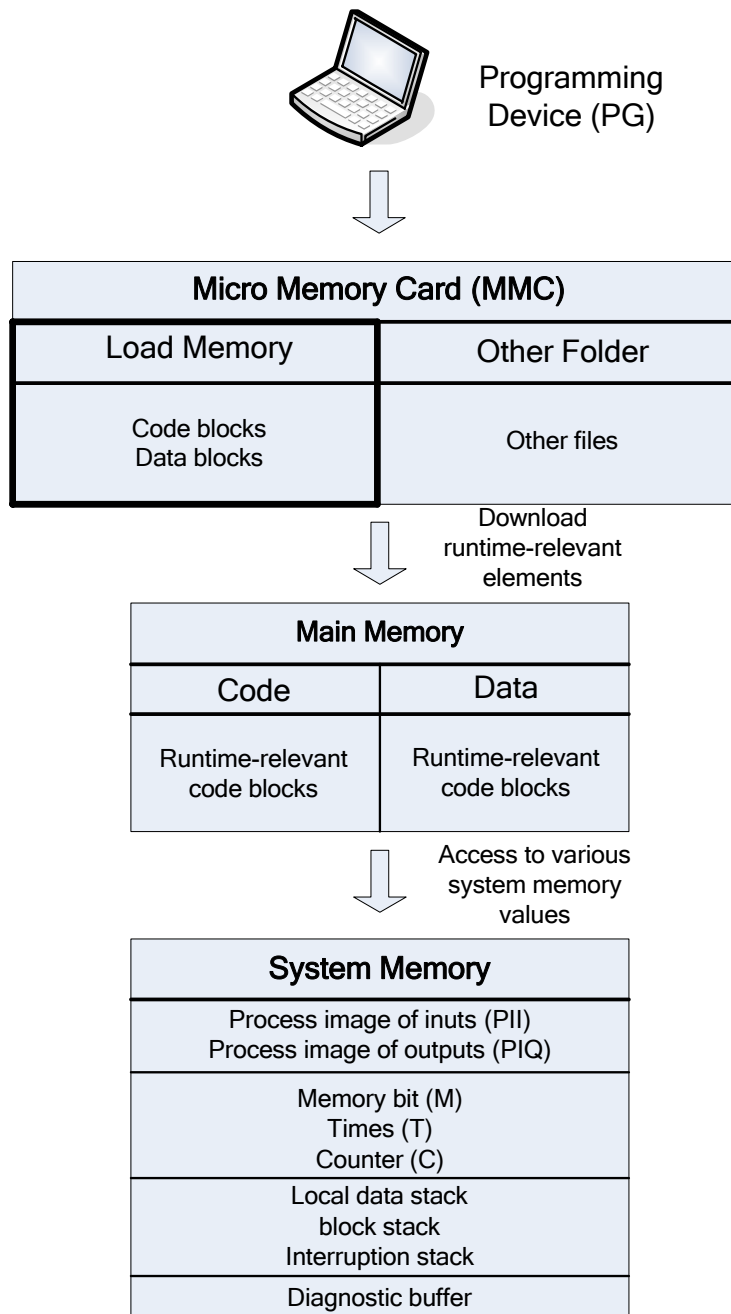 Programming
Device (PG)
Micro Memory Card (MMC)
Load Memory
Other Folder
Code blocks
Data blocks
Other files
Download
runtime-relevant
elements
Main Memory
Code
Data
Runtime-relevant
code blocks
Runtime-relevant
code blocks
Access to various
system memory
values
System Memory
Process image of inuts (PII)
Process image of outputs (PIQ)
Memory bit (M)
Times (T)
Counter (C)
Local data stack
block stack
Interruption stack
Diagnostic buffer